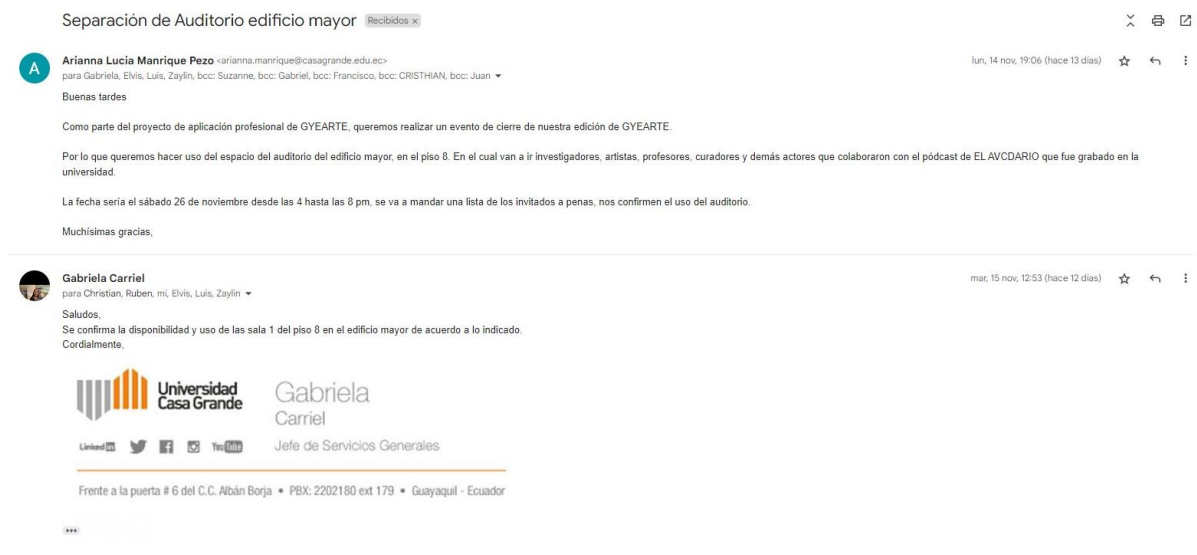 Separación de Auditorio edificio mayor Recibidos ×
Arianna Lucia Manrique Pezo <arianna.manrique@casagrande.edu.ec> lun, 14 nov, 19:06 (hace 13 días)
A
para Gabriela, Elvis, Luis, Zaylin, bcc: Suzanne, bcc: Gabriel, bcc: Francisco, bcc: CRISTHIAN, bcc: Juan
Buenas tardes
Como parte del proyecto de aplicación profesional de GYEARTE, queremos realizar un evento de cierre de nuestra edición de GYEARTE.
Por lo que queremos hacer uso del espacio del auditorio del edificio mayor, en el piso 8. En el cual van a ir investigadores, artistas, profesores, curadores y demás actores que colaboraron con el pódcast de EL AVCDARIO que fue grabado en la
universidad.
La fecha sería el sábado 26 de noviembre desde las 4 hasta las 8 pm, se va a mandar una lista de los invitados a penas, nos confirmen el uso del auditorio.
Muchísimas gracias,
Gabriela Carriel mar, 15 nov, 12:53 (hace 12 días)
para Christian, Ruben, mi, Elvis, Luis, Zaylin
Saludos,
Se confirma la disponibilidad y uso de las sala 1 del piso 8 en el edificio mayor de acuerdo a lo indicado.
Cordialmente,
Universidad
Casa Grande
Gabriela
Carriel
Linked in YouTube
Jefe de Servicios Generales
Frente a la puerta # 6 del C.C. Albán Borja • PBX: 2202180 ext 179 • Guayaquil - Ecuador